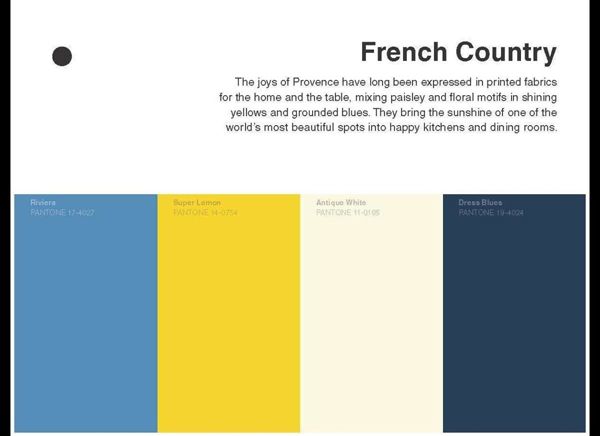 French Country
The joys of Provence have long been expressed in printed fabrics
for the home and the table, mixing paisley and floral motifs in shining
yellows and grounded blues. They bring the sunshine of one of the
world's most beautiful spots into happy kitchens and dining rooms.
Riviera
PANTONE 17-4027
Super Lemon
PANTONE 14-0754
Antique White
PANTONE 11-0105
Dress Blues
PANTONE 19-4024